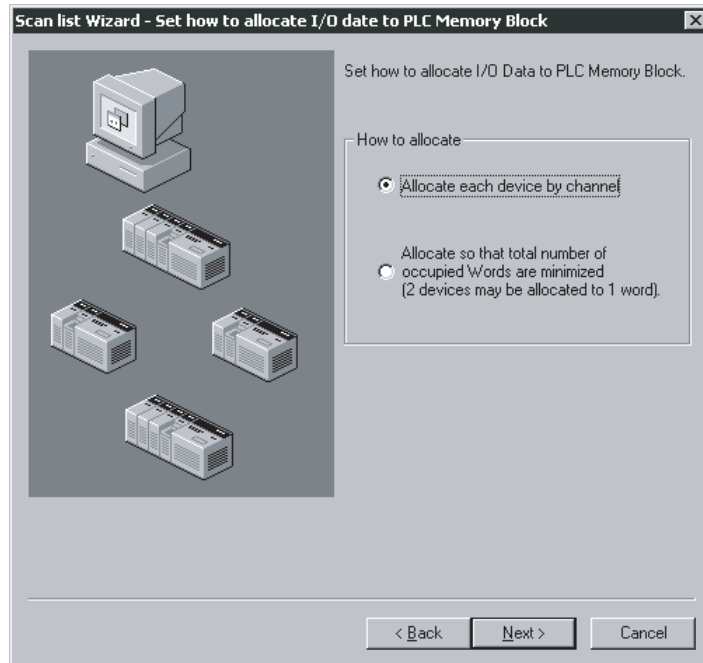 Scan list Wizard - Set how to allocate I/O date to PLC Memory Block
Set how to allocate I/O Data to PLC Memory Block.
How to allocate
Allocate each device by channel
Allocate so that total number of
occupied Words are minimized
(2 devices may be allocated to 1 word).
< Back
Next >
Cancel